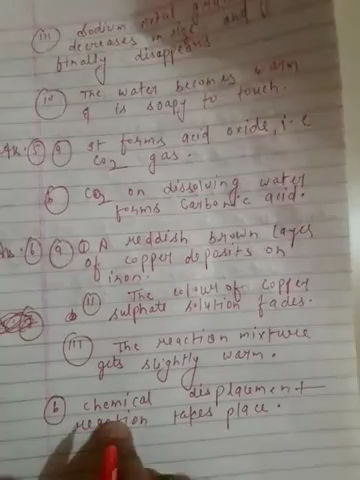 (iii) Sodium metal
decreases in size and
finally disappears
(iv) The water becomes warm
& is soapy to touch.
Ans. (5) (a) It forms acid oxide, i.e
CO2 gas.
(b) CO2 on dissolving water
forms carbonic acid.
Ans. (6) (a) (i) A reddish brown layer
of copper deposits on
iron.
(ii) The colour of copper
sulphate solution fades.
(iii) The reaction mixture
gets slightly warm.
(b) chemical displacement
reaction takes place.